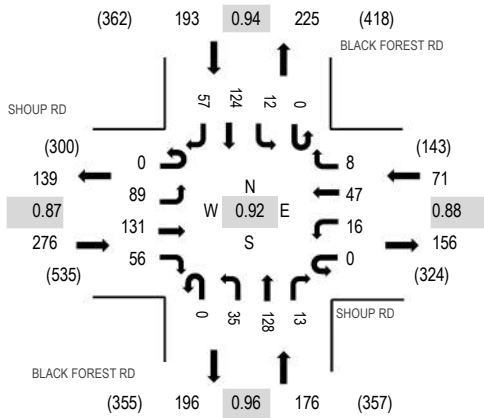 (362) 193 0.94 225 (418)
BLACK FOREST RD
57 124 12 0
SHOUP RD
(300)
139
0.87
276
(535)
0
89
131
56
N
W 0.92 E
S
8
47
16
0
(143)
71
0.88
156
(324)
0 35 128 13
SHOUP RD
BLACK FOREST RD
(355) 196 0.96 176 (357)